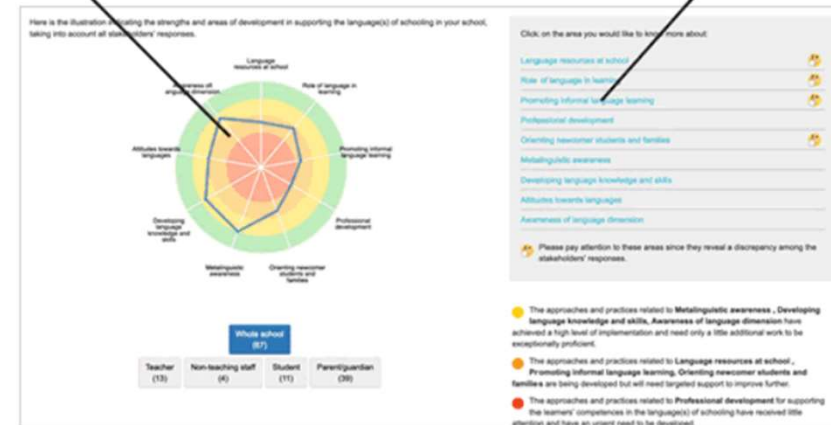 Here is the illustration indicating the strengths and areas of development in supporting the language(s) of schooling in your school,
taking into account all stakeholders' responses.
Language
resources at school
Role of language in
learning
Promoting informal
language learning
Professional
development
Orienting newcomer
students and
families
Metalinguistic
awareness
Developing
language
knowledge and
skills
Attitudes towards
languages
Awareness of
language dimension
Whole school
(67)
Teacher
(13)
Non-teaching staff
(4)
Student
(11)
Parent/guardian
(39)
Click on the area you would like to know more about:
Language resources at school
Role of language in learning
Promoting informal language learning
Professional development
Orienting newcomer students and families
Metalinguistic awareness
Developing language knowledge and skills
Attitudes towards languages
Awareness of language dimension
Please pay attention to these areas since they reveal a discrepancy among the
stakeholders' responses.
The approaches and practices related to Metalinguistic awareness , Developing
language knowledge and skills, Awareness of language dimension have
achieved a high level of implementation and need only a little additional work to be
exceptionally proficient.
The approaches and practices related to Language resources at school ,
Promoting informal language learning, Orienting newcomer students and
families are being developed but will need targeted support to improve further.
The approaches and practices related to Professional development for supporting
the learners' competences in the language(s) of schooling have received little
attention and have an urgent need to be developed.